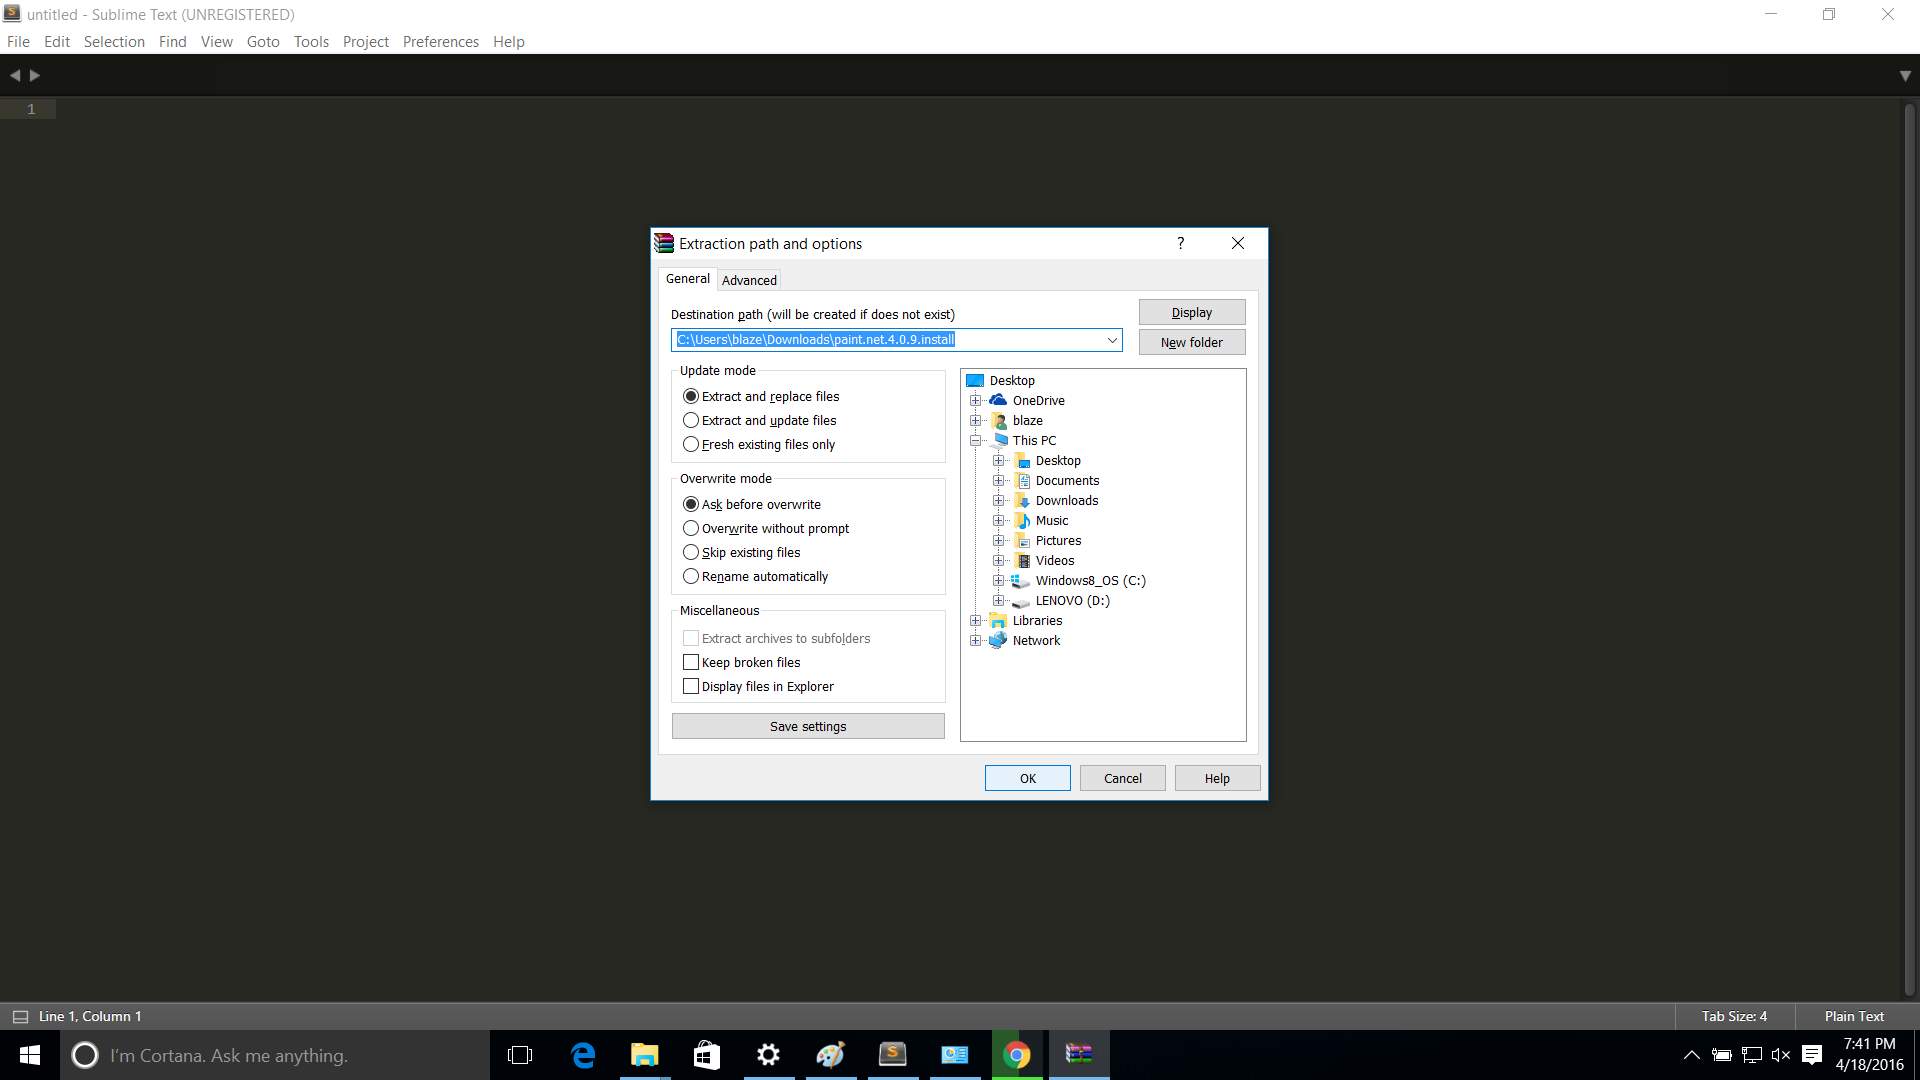 untitled - Sublime Text (UNREGISTERED)
File Edit Selection Find View Goto Tools Project Preferences Help
1
Extraction path and options
?
General Advanced
Destination path (will be created if does not exist)
Display
C:\Users\blaze\Downloads\paint.net.4.0.9.install
New folder
Update mode
Extract and replace files
Extract and update files
Fresh existing files only
Overwrite mode
Ask before overwrite
Overwrite without prompt
Skip existing files
Rename automatically
Miscellaneous
Extract archives to subfolders
Keep broken files
Display files in Explorer
Save settings
Desktop
OneDrive
blaze
This PC
Desktop
Documents
Downloads
Music
Pictures
Videos
Windows8_OS (C:)
LENOVO (D:)
Libraries
Network
OK Cancel Help
Line 1, Column 1
Tab Size: 4
Plain Text
I'm Cortana. Ask me anything.
7:41 PM
4/18/2016